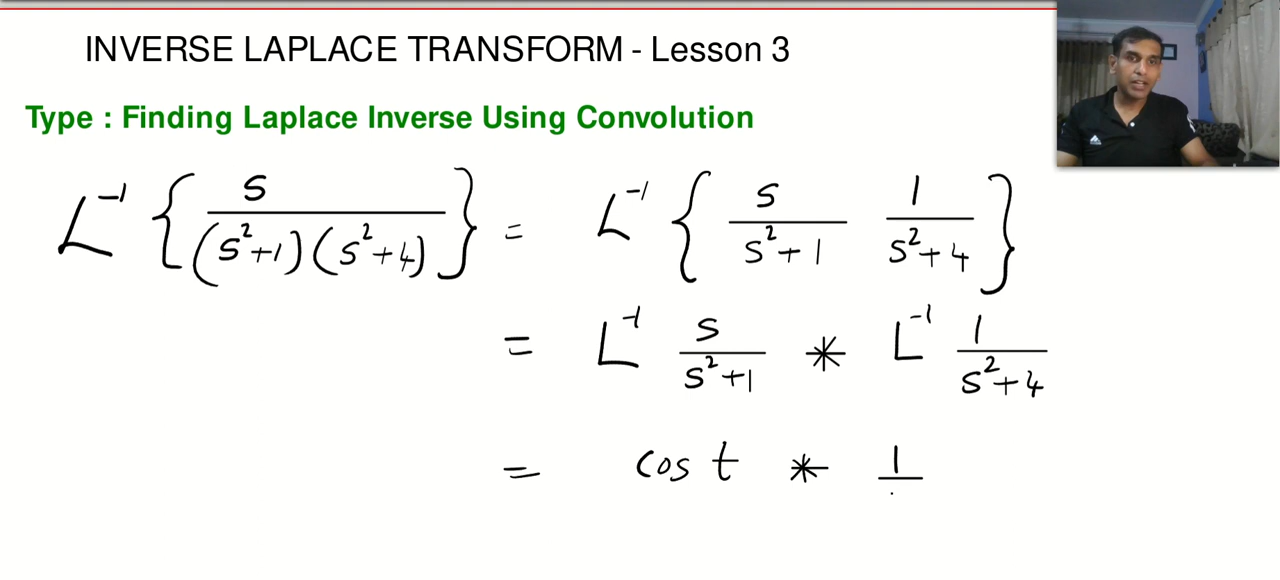 INVERSE LAPLACE TRANSFORM - Lesson 3
Type : Finding Laplace Inverse Using Convolution
L⁻¹ { s / (s²+1)(s²+4) } = L⁻¹ { s / s²+1 1 / s²+4 }
= L⁻¹ s / s²+1 * L⁻¹ 1 / s²+4
= cos t * 1 /